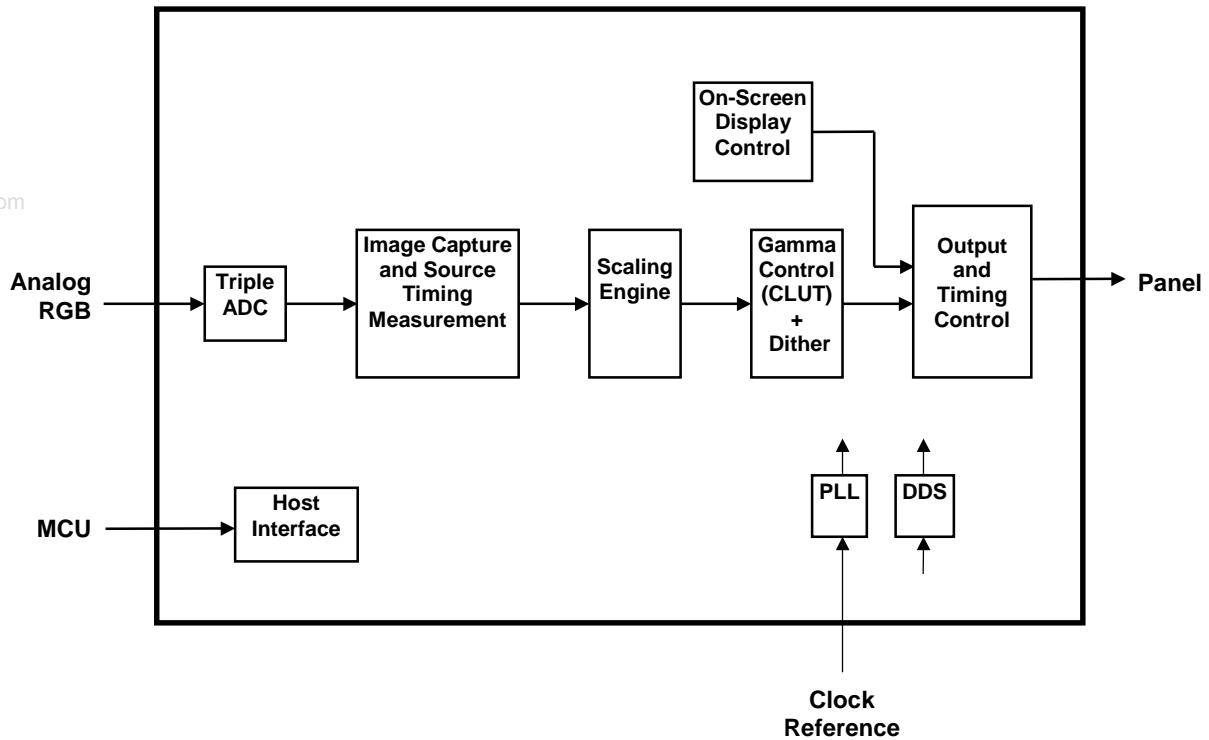 On-Screen
Display
Control
om
Analog
RGB
Triple
ADC
Image Capture
and Source
Timing
Measurement
Scaling
Engine
Gamma
Control
(CLUT)
+
Dither
Output
and
Timing
Control
Panel
MCU
Host
Interface
PLL
DDS
Clock
Reference